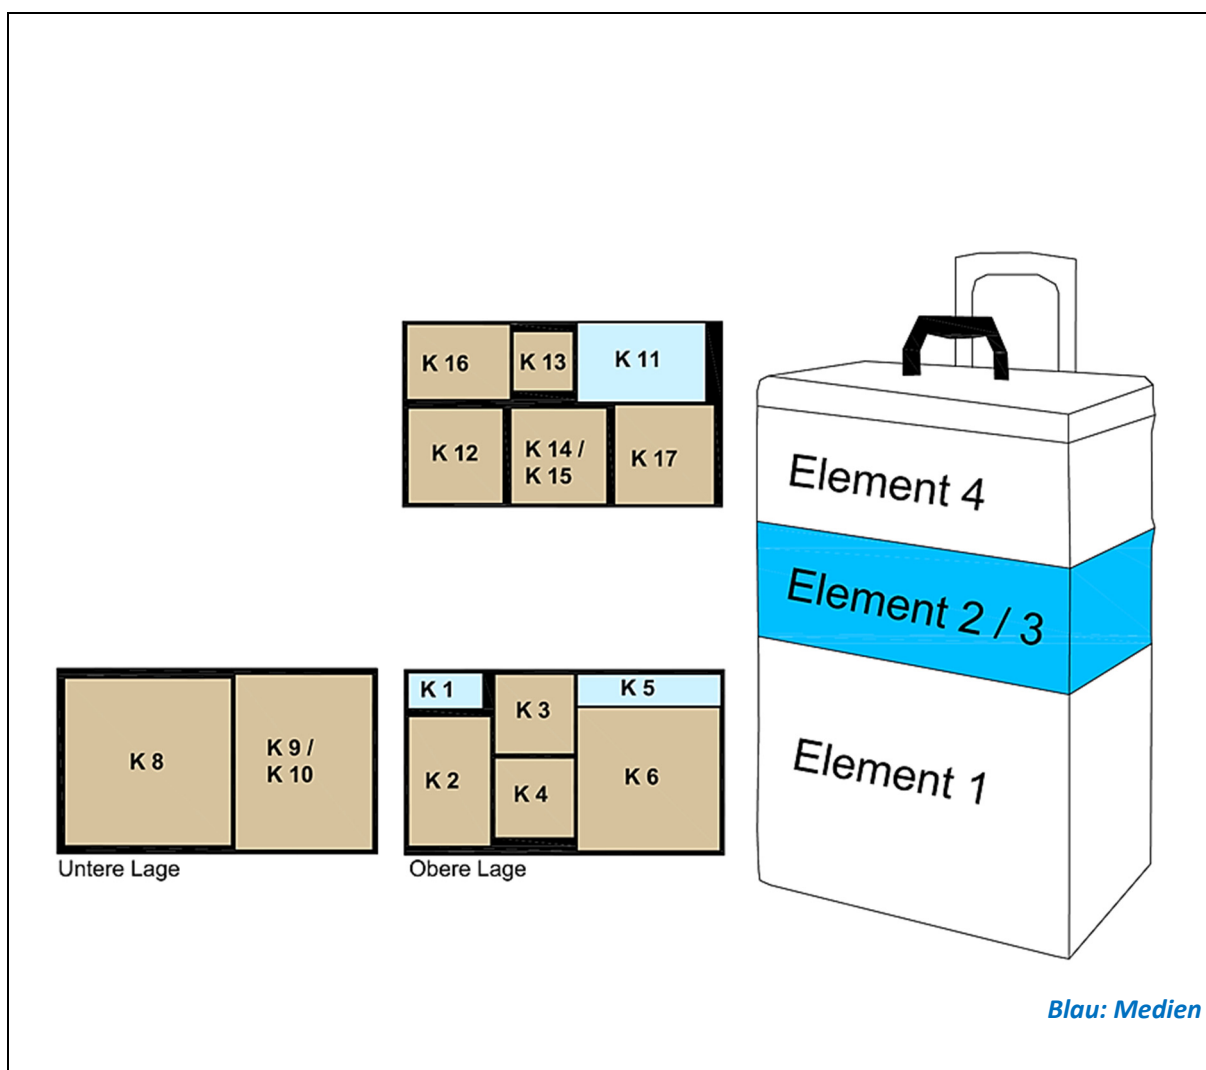 K 16
K 13
K 11
K 12
K 14 /
K 15
K 17
Element 4
Element 2 / 3
Element 1
K 8
K 9 /
K 10
Untere Lage
K 1
K 3
K 5
K 2
K 4
K 6
Obere Lage
Blau: Medien